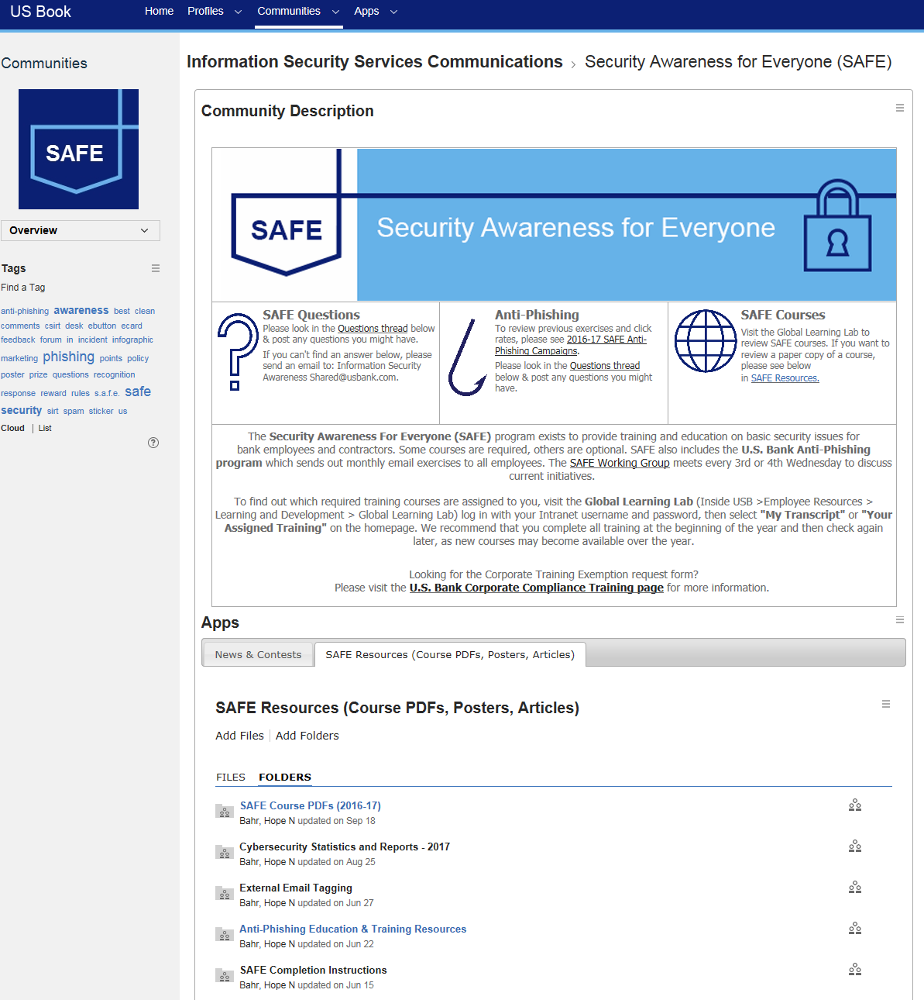 US Book
Home
Profiles
Communities
Apps
Communities
SAFE
Overview
Tags
Find a Tag
anti-phishing awareness best clean
comments csirt desk ebutton ecard
feedback forum in incident infographic
marketing phishing points policy
poster prize questions recognition
response reward rules s.a.f.e. safe
security sirt spam sticker us
Cloud | List
Information Security Services Communications › Security Awareness for Everyone (SAFE)
Community Description
SAFE
Security Awareness for Everyone
SAFE Questions
Please look in the Questions thread below
& post any questions you might have.
If you can't find an answer below, please
send an email to: Information Security
Awareness Shared@usbank.com.
Anti-Phishing
To review previous exercises and click
rates, please see 2016-17 SAFE Anti-
Phishing Campaigns.
Please look in the Questions thread
below & post any questions you might
have.
SAFE Courses
Visit the Global Learning Lab to
review SAFE courses. If you want to
review a paper copy of a course,
please see below
in SAFE Resources.
The Security Awareness For Everyone (SAFE) program exists to provide training and education on basic security issues for
bank employees and contractors. Some courses are required, others are optional. SAFE also includes the U.S. Bank Anti-Phishing
program which sends out monthly email exercises to all employees. The SAFE Working Group meets every 3rd or 4th Wednesday to discuss
current initiatives.
To find out which required training courses are assigned to you, visit the Global Learning Lab (Inside USB >Employee Resources >
Learning and Development > Global Learning Lab) log in with your Intranet username and password, then select "My Transcript" or "Your
Assigned Training" on the homepage. We recommend that you complete all training at the beginning of the year and then check again
later, as new courses may become available over the year.
Looking for the Corporate Training Exemption request form?
Please visit the U.S. Bank Corporate Compliance Training page for more information.
Apps
News & Contests
SAFE Resources (Course PDFs, Posters, Articles)
SAFE Resources (Course PDFs, Posters, Articles)
Add Files | Add Folders
FILES FOLDERS
SAFE Course PDFs (2016-17)
Bahr, Hope N updated on Sep 18
Cybersecurity Statistics and Reports - 2017
Bahr, Hope N updated on Aug 25
External Email Tagging
Bahr, Hope N updated on Jun 27
Anti-Phishing Education & Training Resources
Bahr, Hope N updated on Jun 22
SAFE Completion Instructions
Bahr, Hope N updated on Jun 15